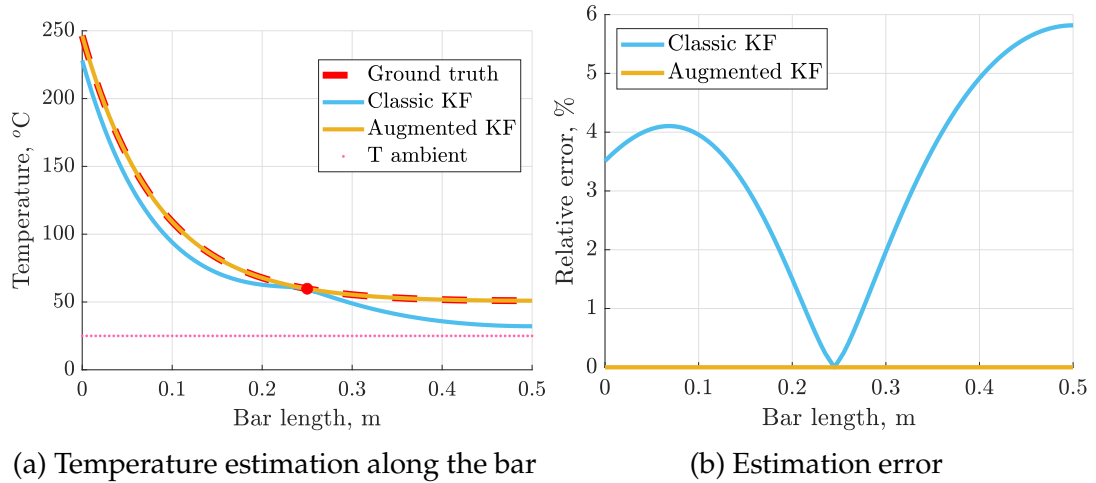 250
200
150
100
50
0
0
0.1
0.2
0.3
0.4
0.5
Temperature, °C
Bar length, m
Ground truth
Classic KF
Augmented KF
T ambient
(a) Temperature estimation along the bar
6
5
4
3
2
1
0
0
0.1
0.2
0.3
0.4
0.5
Relative error, %
Bar length, m
Classic KF
Augmented KF
(b) Estimation error